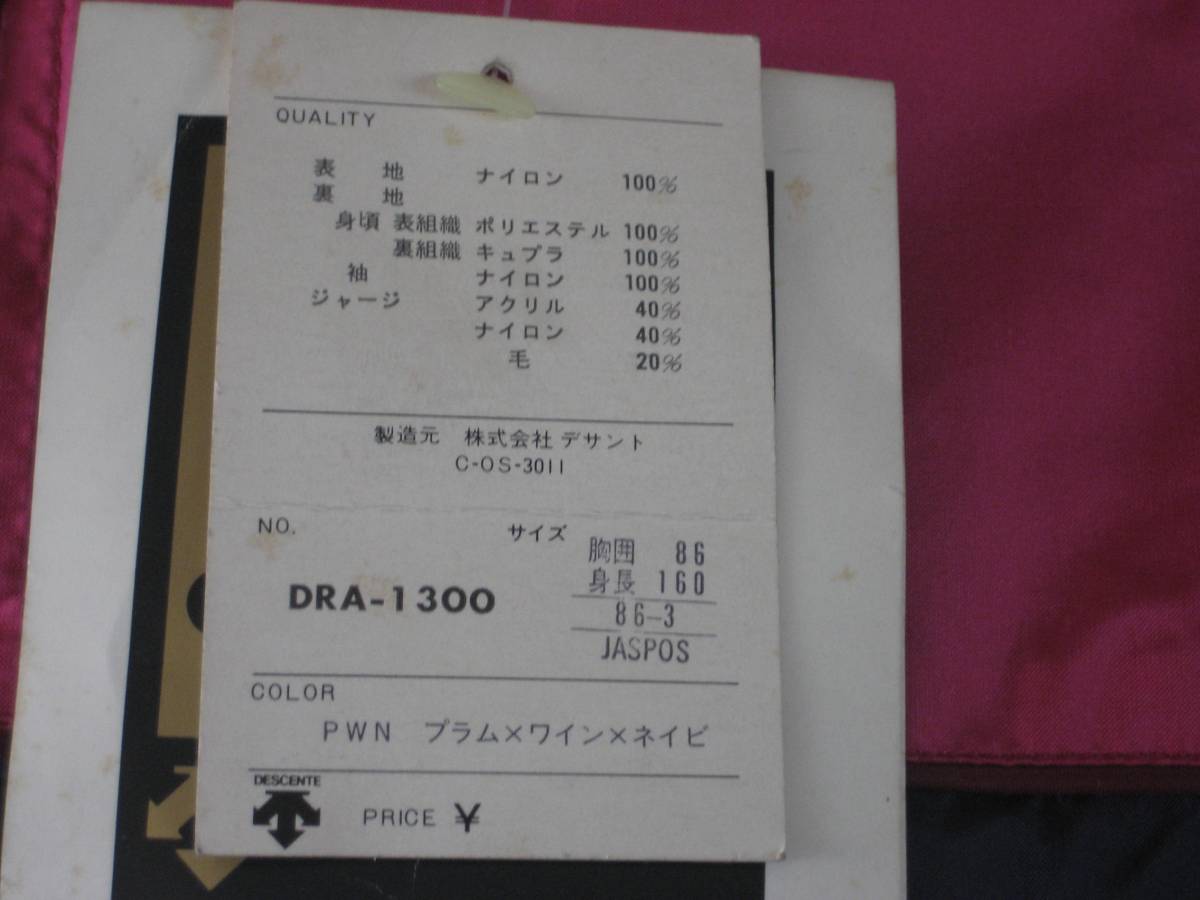 QUALITY
表 地 ナイロン 100%
裏 地
身頃 表組織 ポリエステル 100%
裏組織 キュプラ 100%
袖 ナイロン 100%
ジャージ アクリル 40%
ナイロン 40%
毛 20%
製造元 株式会社 デサント
C-OS-3011
NO. サイズ
胸囲 86
身長 160
DRA-1300
86-3
JASPOS
COLOR
PWN プラム×ワイン×ネイビ
DESCENTE
PRICE ¥